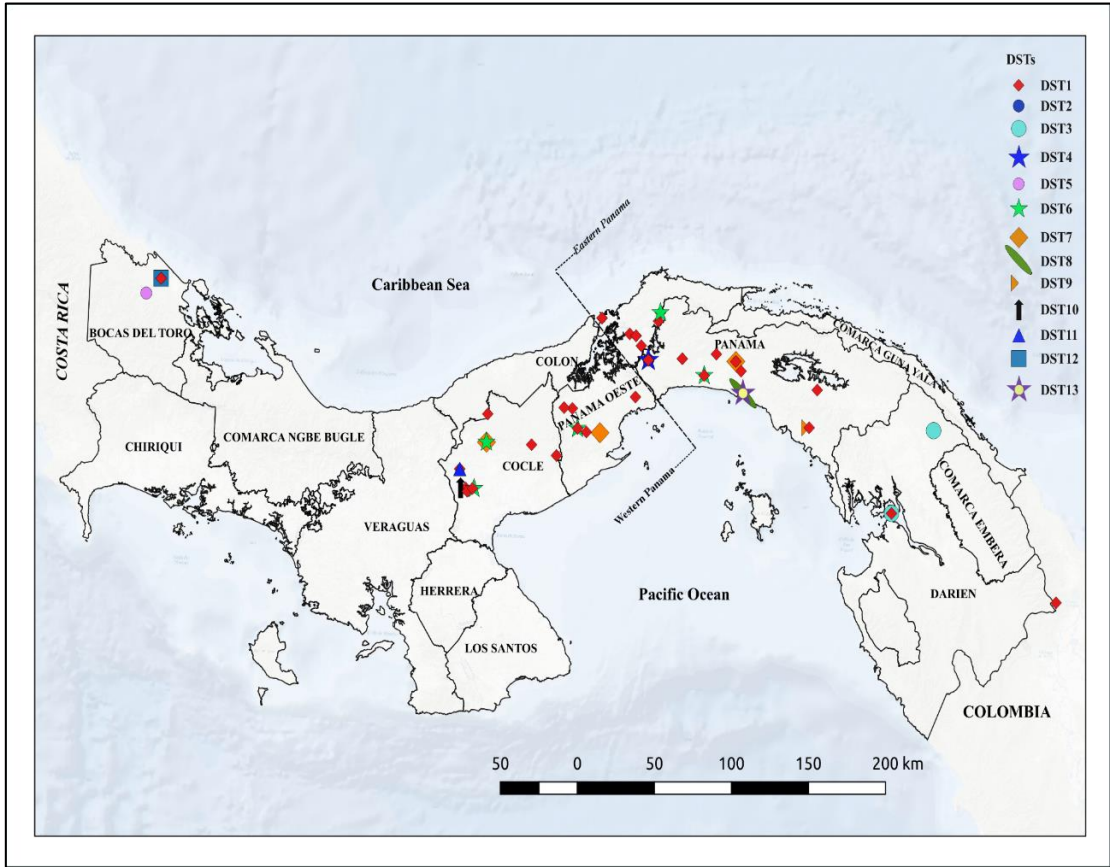 DSTs
DST1
DST2
DST3
DST4
DST5
DST6
DST7
DST8
DST9
DST10
DST11
DST12
DST13
Eastern Panama
Caribbean Sea
COSTA RICA
BOCAS DEL TORO
COLON
PANAMA
COMARCA GUNAYALA
PANAMA OESTE
CHIRIQUI
COMARCA NGBE BUGLE
COCLE
Western Panama
VERAGUAS
COMARCA EMBERA
HERRERA
Pacific Ocean
DARIEN
LOS SANTOS
COLOMBIA
50 0 50 100 150 200 km